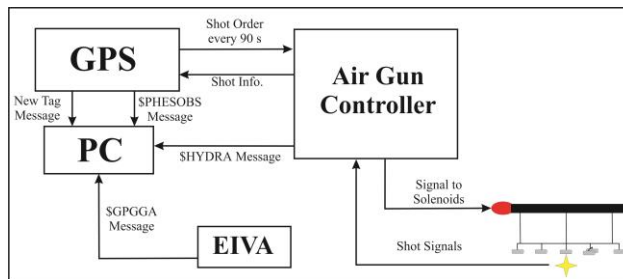 Shot Order
every 90 s
GPS
Shot Info.
Air Gun
Controller
New Tag
Message
$PHESOBS
Message
PC
$HYDRA Message
Signal to
Solenoids
$GPGGA
Message
EIVA
Shot Signals